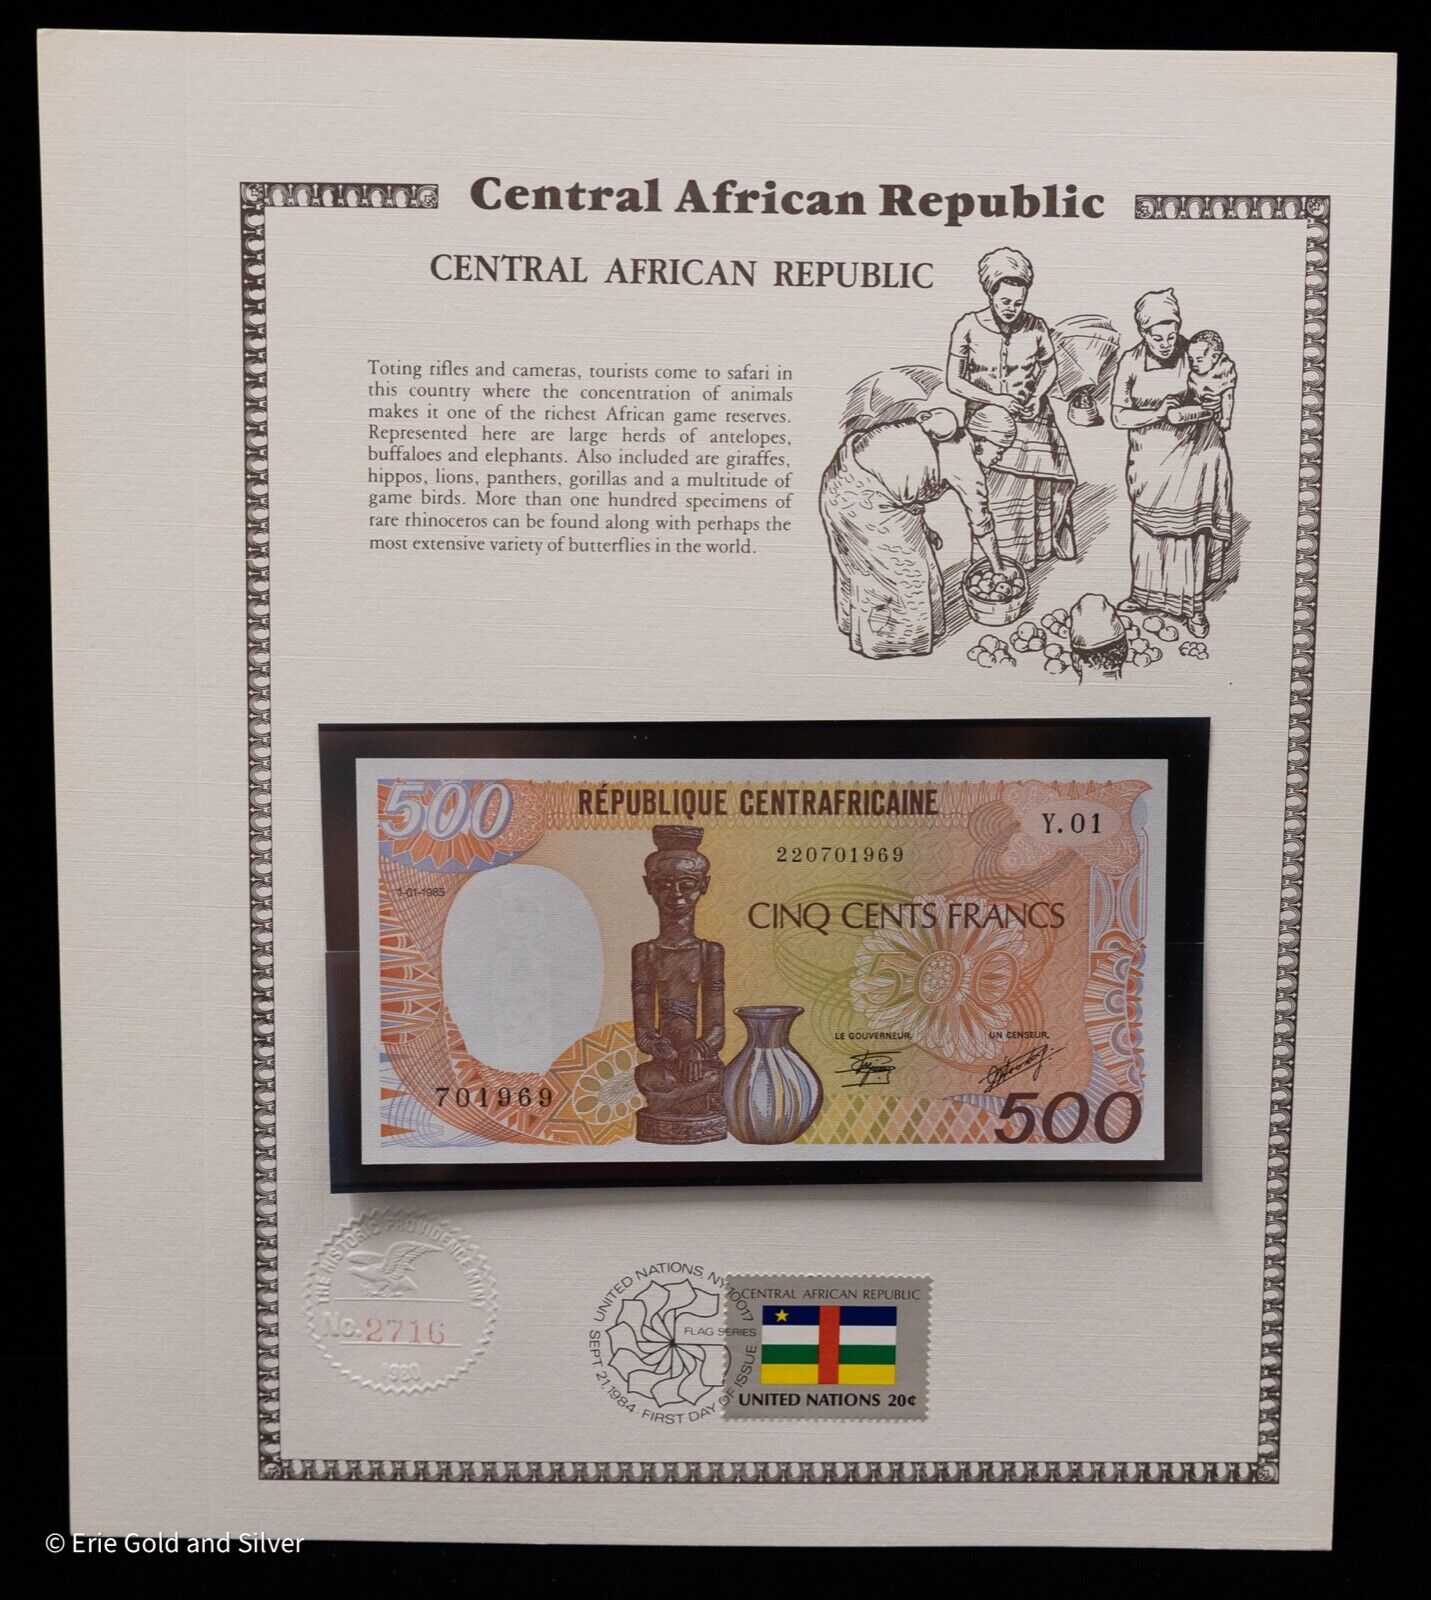 Central African Republic
CENTRAL AFRICAN REPUBLIC
Toting rifles and cameras, tourists come to safari in
this country where the concentration of animals
makes it one of the richest African game reserves.
Represented here are large herds of antelopes,
buffaloes and elephants. Also included are giraffes,
hippos, lions, panthers, gorillas and a multitude of
game birds. More than one hundred specimens of
rare rhinoceros can be found along with perhaps the
most extensive variety of butterflies in the world.
500
RÉPUBLIQUE CENTRAFRICAINE
Y.01
220701969
1-01-1985
CINQ CENTS FRANCS
500
LE GOUVERNEUR,
UN CENSEUR,
701969
500
THE HISTORIC PROVIDENCE MINT
No. 2716
1980
UNITED NATIONS, NY 10017
FLAG SERIES
SEPT. 21, 1984 · FIRST DAY OF ISSUE
CENTRAL AFRICAN REPUBLIC
UNITED NATIONS 20¢
© Erie Gold and Silver